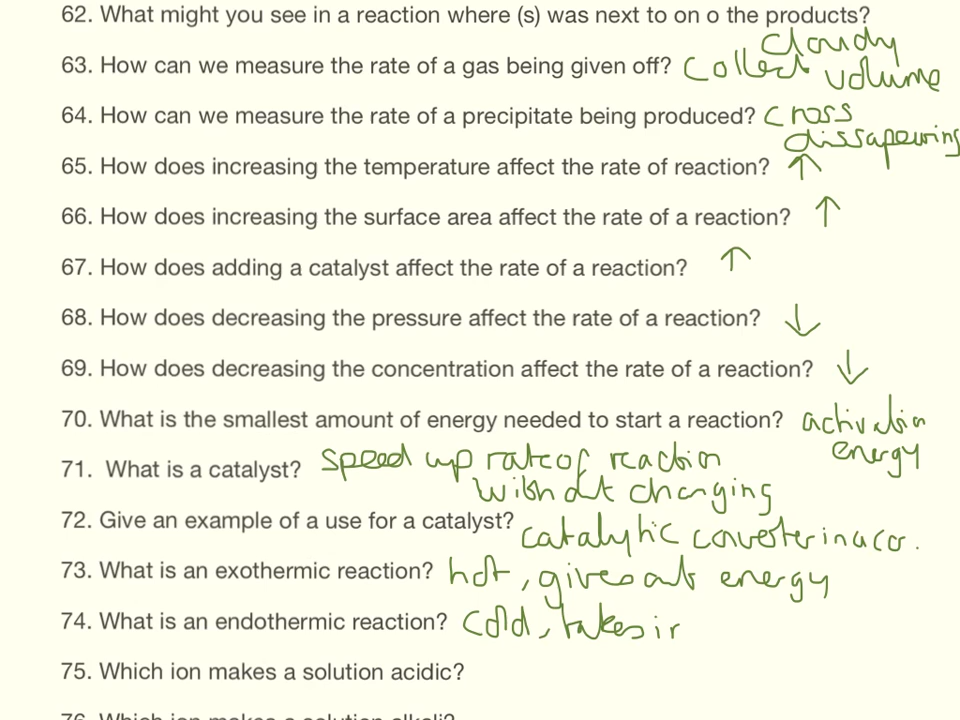 62. What might you see in a reaction where (s) was next to on o the products?
cloudy
63. How can we measure the rate of a gas being given off? collect volume
64. How can we measure the rate of a precipitate being produced? cross
dissapearing
65. How does increasing the temperature affect the rate of reaction? ↑
66. How does increasing the surface area affect the rate of a reaction? ↑
67. How does adding a catalyst affect the rate of a reaction? ↑
68. How does decreasing the pressure affect the rate of a reaction? ↓
69. How does decreasing the concentration affect the rate of a reaction? ↓
70. What is the smallest amount of energy needed to start a reaction? activation
energy
71. What is a catalyst? speed up rate of reaction
without changing
72. Give an example of a use for a catalyst? catalytic converter in a car.
73. What is an exothermic reaction? hot, gives out energy
74. What is an endothermic reaction? cold, takes in
75. Which ion makes a solution acidic?
76. Which ion makes a solution alkali?